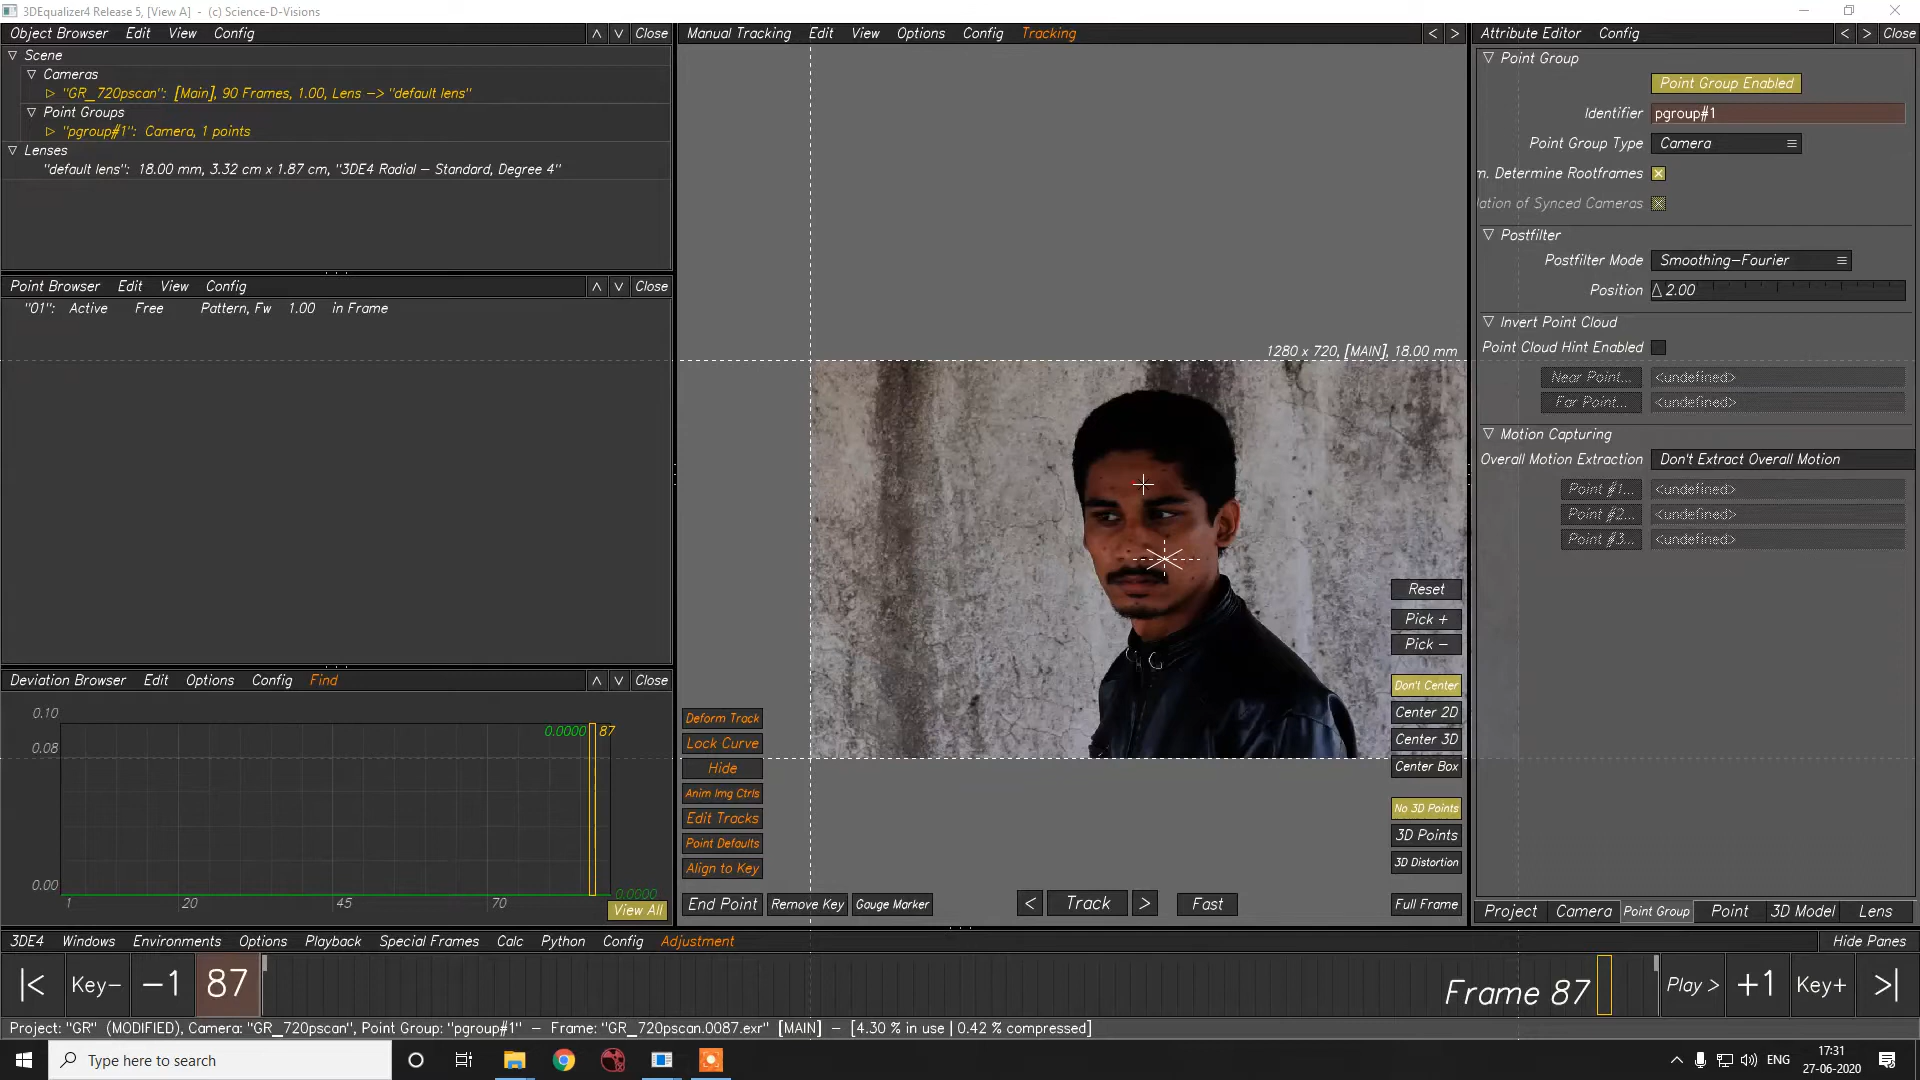 3DEqualizer4 Release 5, [View A]  -  (c) Science-D-Visions
Object Browser Edit View Config Close
Scene
Cameras
"GR_720pscan": [Main], 90 Frames, 1.00, Lens -> "default lens"
Point Groups
"pgroup#1": Camera, 1 points
Lenses
"default lens": 18.00 mm, 3.32 cm x 1.87 cm, "3DE4 Radial - Standard, Degree 4"
Point Browser Edit View Config Close
"01": Active Free Pattern, Fw 1.00 in Frame
Deviation Browser Edit Options Config Find Close
0.10
0.0000 87
0.08
0.00
0.0000
1 20 45 70
View All
Manual Tracking Edit View Options Config Tracking < >
1280 x 720, [MAIN], 18.00 mm
Reset
Pick +
Pick -
Don't Center
Center 2D
Center 3D
Center Box
No 3D Points
3D Points
3D Distortion
Deform Track
Lock Curve
Hide
Anim Img Ctrls
Edit Tracks
Point Defaults
Align to Key
End Point Remove Key Gauge Marker < Track > Fast Full Frame
Attribute Editor Config < > Close
Point Group
Point Group Enabled
Identifier pgroup#1
Point Group Type Camera
m. Determine Rootframes
lation of Synced Cameras
Postfilter
Postfilter Mode Smoothing-Fourier
Position 2.00
Invert Point Cloud
Point Cloud Hint Enabled
Near Point... <undefined>
Far Point... <undefined>
Motion Capturing
Overall Motion Extraction Don't Extract Overall Motion
Point #1... <undefined>
Point #2... <undefined>
Point #3... <undefined>
Project Camera Point Group Point 3D Model Lens
3DE4 Windows Environments Options Playback Special Frames Calc Python Config Adjustment Hide Panes
|< Key- -1 87 Frame 87 Play > +1 Key+ >|
Project: "GR" (MODIFIED), Camera: "GR_720pscan", Point Group: "pgroup#1" - Frame: "GR_720pscan.0087.exr" [MAIN] - [4.30 % in use | 0.42 % compressed]
Type here to search
ENG
17:31
27-06-2020